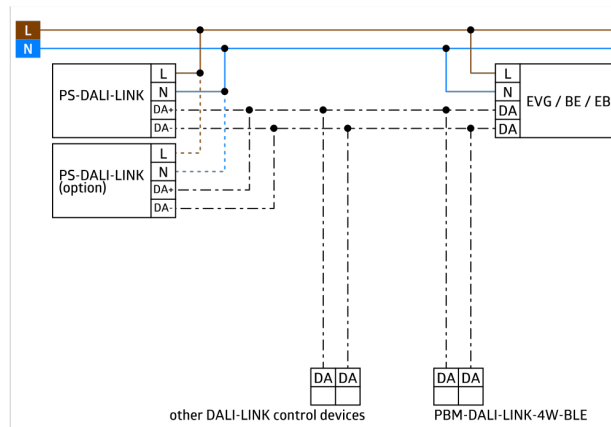 L
N
PS-DALI-LINK
L
N
DA+
DA-
EVG / BE / EB
L
N
DA
DA
PS-DALI-LINK
(option)
L
N
DA+
DA-
DA DA
other DALI-LINK control devices
DA DA
PBM-DALI-LINK-4W-BLE